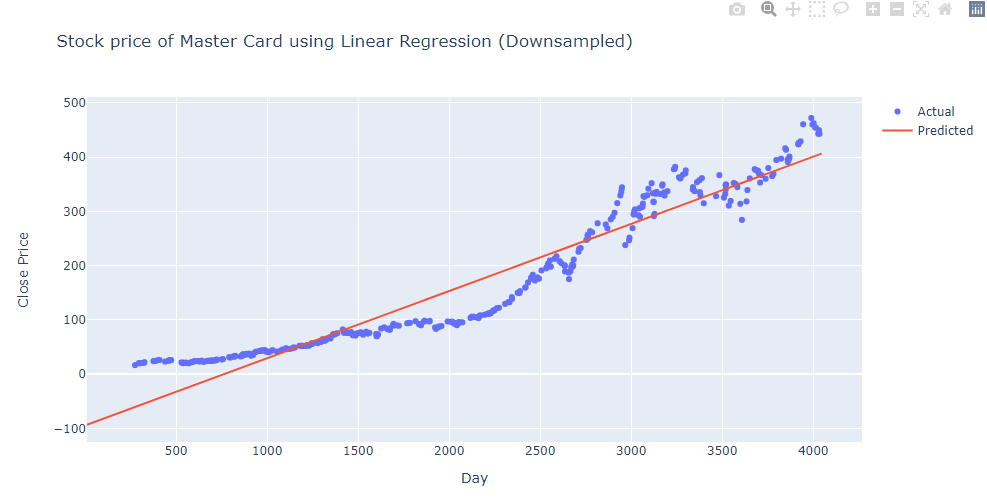 Stock price of Master Card using Linear Regression (Downsampled)
500
400
300
200
100
0
−100
Close Price
500 1000 1500 2000 2500 3000 3500 4000
Day
Actual
Predicted